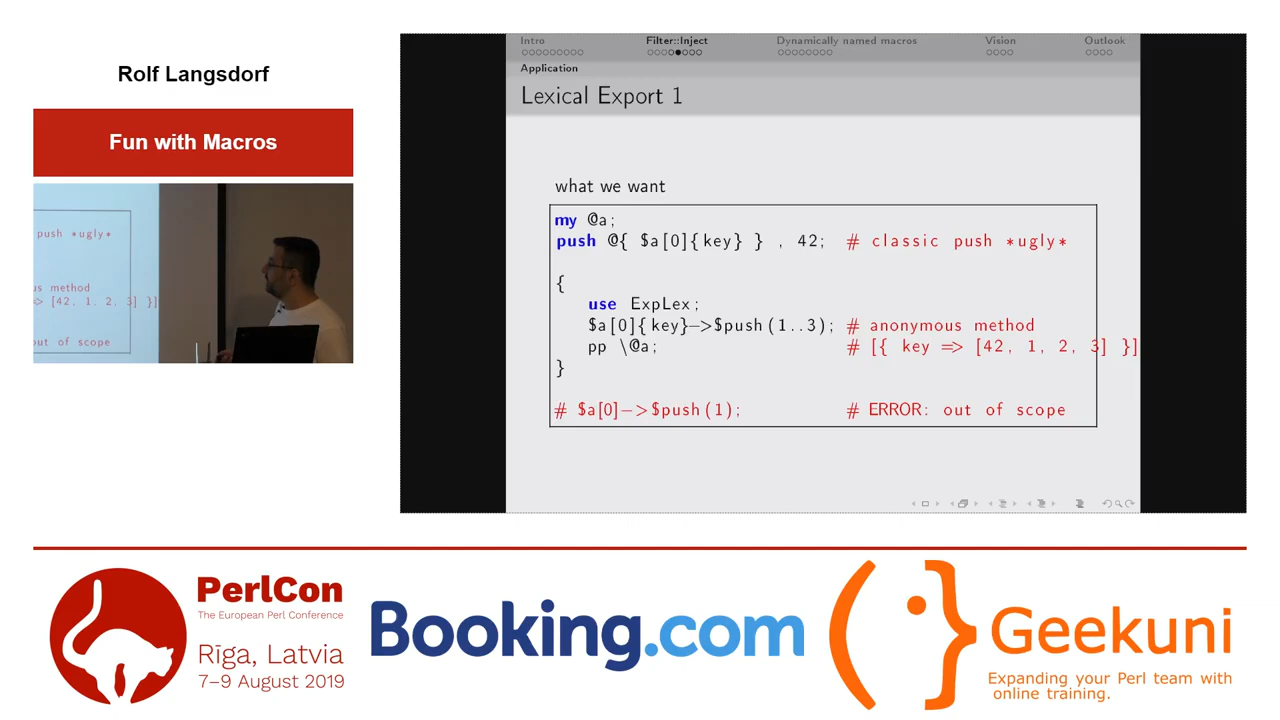 Rolf Langsdorf
Fun with Macros
push *ugly*
us method
=> [42, 1, 2, 3] }]
out of scope
Intro Filter::Inject Dynamically named macros Vision Outlook
Application
Lexical Export 1
what we want
my @a;
push @{ $a[0]{key} } , 42; # classic push *ugly*
{
use ExpLex;
$a[0]{key}->$push(1..3); # anonymous method
pp \@a; # [{ key => [42, 1, 2, 3] }]
}
# $a[0]->$push(1); # ERROR: out of scope
PerlCon
The European Perl Conference
Rīga, Latvia
7–9 August 2019
Booking.com
Geekuni
Expanding your Perl team with
online training.